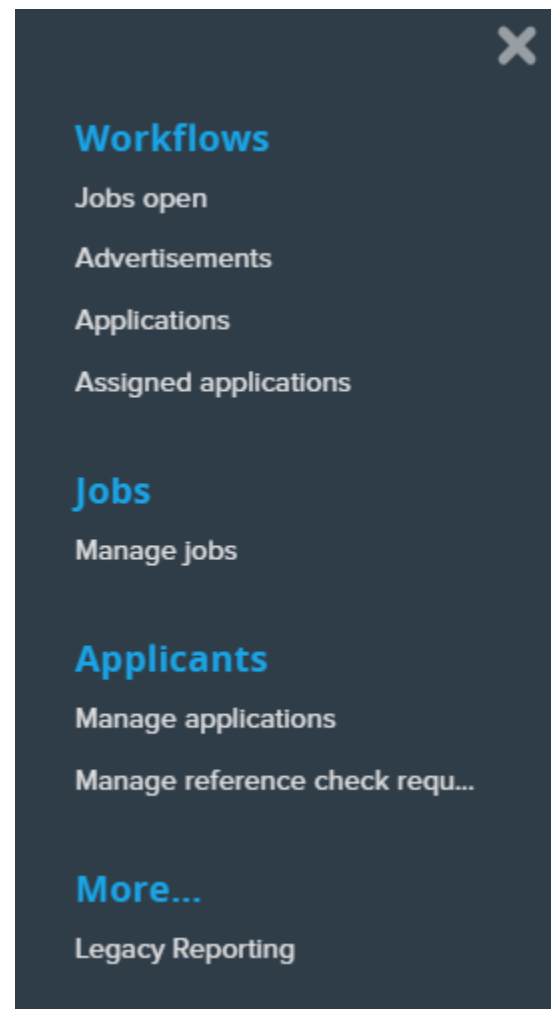 Workflows
Jobs open
Advertisements
Applications
Assigned applications
Jobs
Manage jobs
Applicants
Manage applications
Manage reference check requ...
More...
Legacy Reporting